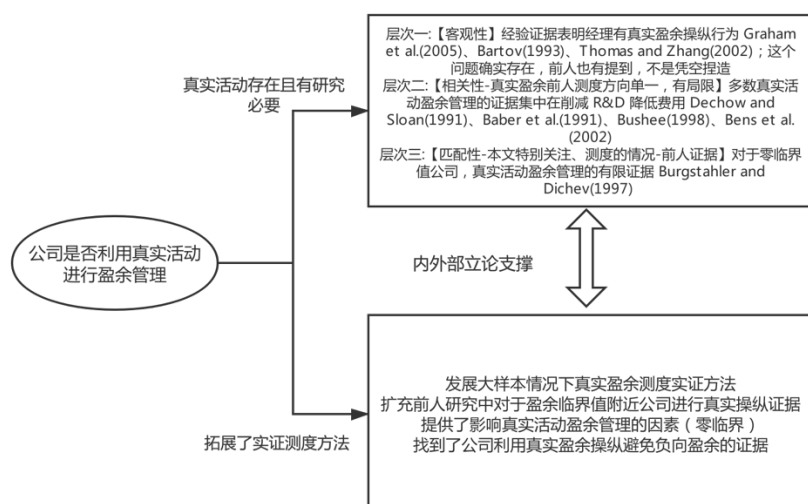 公司是否利用真实活动
进行盈余管理
真实活动存在且有研究
必要
层次一：【客观性】经验证据表明经理有真实盈余操纵行为 Graham
et al.(2005)、Bartov(1993)、Thomas and Zhang(2002)；这个
问题确实存在，前人也有提到，不是凭空捏造
层次二：【相关性-真实盈余前人测度方向单一，有局限】多数真实活
动盈余管理的证据集中在削减 R&D 降低费用 Dechow and
Sloan(1991)、Baber et al.(1991)、Bushee(1998)、Bens et al.
(2002)
层次三：【匹配性-本文特别关注、测度的情况-前人证据】对于零临界
值公司，真实活动盈余管理的有限证据 Burgstahler and
Dichev(1997)
内外部立论支撑
拓展了实证测度方法
发展大样本情况下真实盈余测度实证方法
扩充前人研究中对于盈余临界值附近公司进行真实操纵证据
提供了影响真实活动盈余管理的因素（零临界）
找到了公司利用真实盈余操纵避免负向盈余的证据